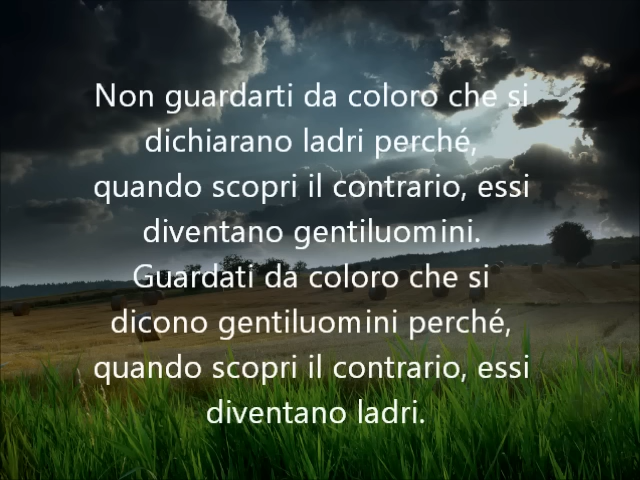 Non guardarti da coloro che si
dichiarano ladri perché,
quando scopri il contrario, essi
diventano gentiluomini.
Guardati da coloro che si
dicono gentiluomini perché,
quando scopri il contrario, essi
diventano ladri.